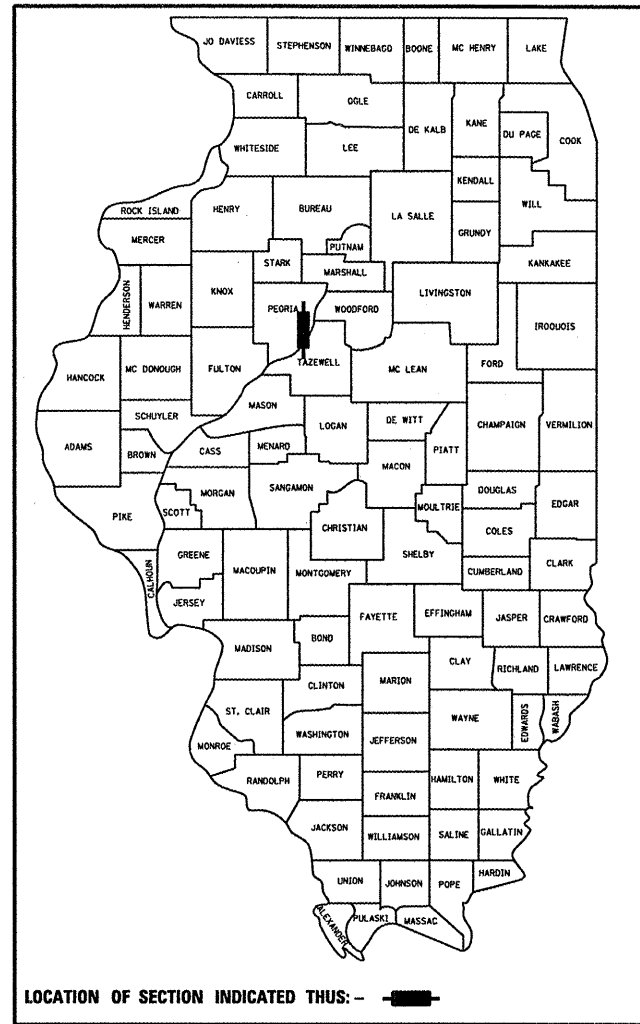 JO DAVIESS
STEPHENSON
WINNEBAGO
BOONE
MC HENRY
LAKE
CARROLL
OGLE
DE KALB
KANE
DU PAGE
COOK
WHITESIDE
LEE
KENDALL
WILL
ROCK ISLAND
HENRY
BUREAU
LA SALLE
GRUNDY
MERCER
PUTNAM
STARK
MARSHALL
KANKAKEE
HENDERSON
WARREN
KNOX
PEORIA
WOODFORD
LIVINGSTON
IROQUOIS
HANCOCK
MC DONOUGH
FULTON
TAZEWELL
MC LEAN
FORD
MASON
SCHUYLER
LOGAN
DE WITT
CHAMPAIGN
VERMILION
ADAMS
BROWN
CASS
MENARD
PIATT
MACON
PIKE
SCOTT
MORGAN
SANGAMON
CHRISTIAN
MOULTRIE
DOUGLAS
EDGAR
COLES
CALHOUN
GREENE
MACOUPIN
MONTGOMERY
SHELBY
CUMBERLAND
CLARK
JERSEY
FAYETTE
EFFINGHAM
JASPER
CRAWFORD
MADISON
BOND
CLAY
RICHLAND
LAWRENCE
CLINTON
MARION
ST. CLAIR
WAYNE
EDWARDS
WABASH
WASHINGTON
JEFFERSON
MONROE
RANDOLPH
PERRY
HAMILTON
WHITE
FRANKLIN
JACKSON
WILLIAMSON
SALINE
GALLATIN
UNION
JOHNSON
POPE
HARDIN
ALEXANDER
PULASKI
MASSAC
LOCATION OF SECTION INDICATED THUS: -